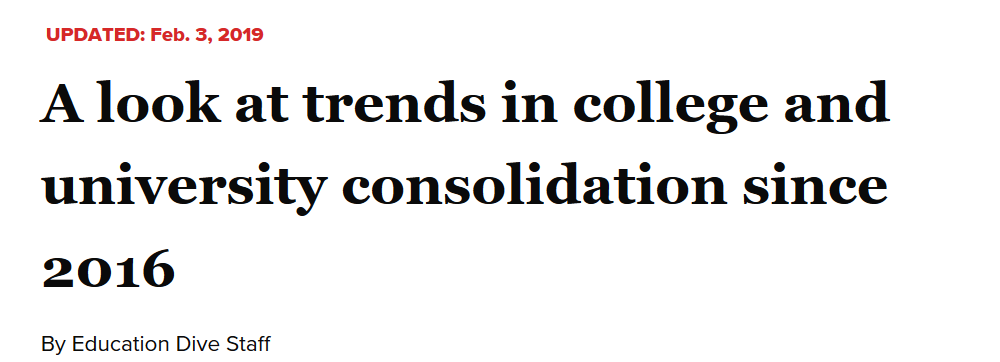 UPDATED: Feb. 3, 2019
A look at trends in college and
university consolidation since
2016
By Education Dive Staff